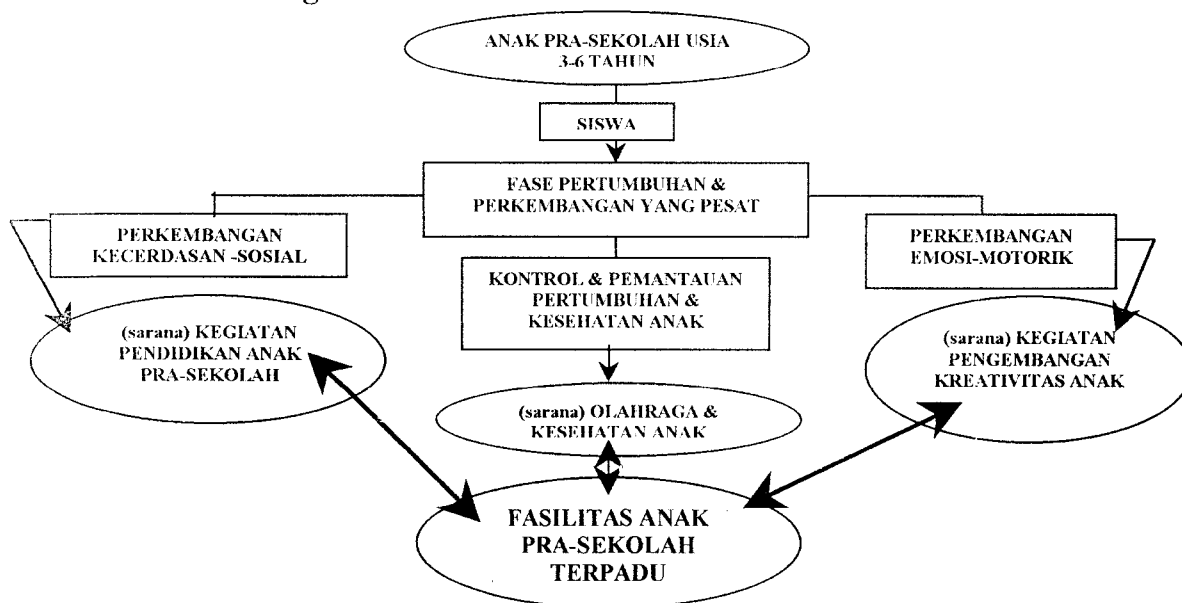 ANAK PRA-SEKOLAH USIA
3-6 TAHUN
SISWA
FASE PERTUMBUHAN &
PERKEMBANGAN YANG PESAT
PERKEMBANGAN
KECERDASAN -SOSIAL
KONTROL & PEMANTAUAN
PERTUMBUHAN &
KESEHATAN ANAK
PERKEMBANGAN
EMOSI-MOTORIK
(sarana) KEGIATAN
PENDIDIKAN ANAK
PRA-SEKOLAH
(sarana) OLAHRAGA &
KESEHATAN ANAK
(sarana) KEGIATAN
PENGEMBANGAN
KREATIVITAS ANAK
FASILITAS ANAK
PRA-SEKOLAH
TERPADU